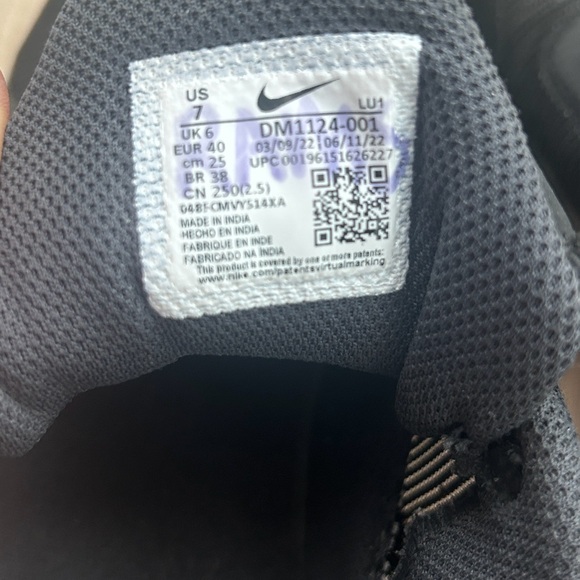 US
7
LU1
UK 6
DM1124-001
EUR 40
03/09/22 06/11/22
cm 25
UPC 00196151626227
BR 38
CN 250(2.5)
MADE IN INDIA
HECHO EN INDIA
FABRIQUE EN INDE
FABRICADO NA ÍNDIA
This product is covered by one or more patents:
www.nike.com/patentsvirtualmarking